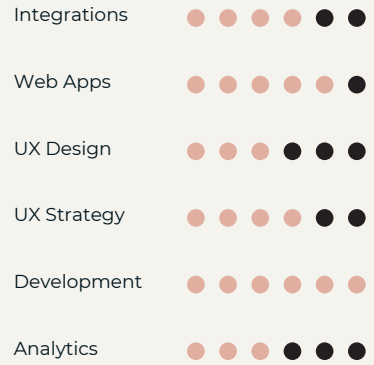 Integrations
Web Apps
UX Design
UX Strategy
Development
Analytics